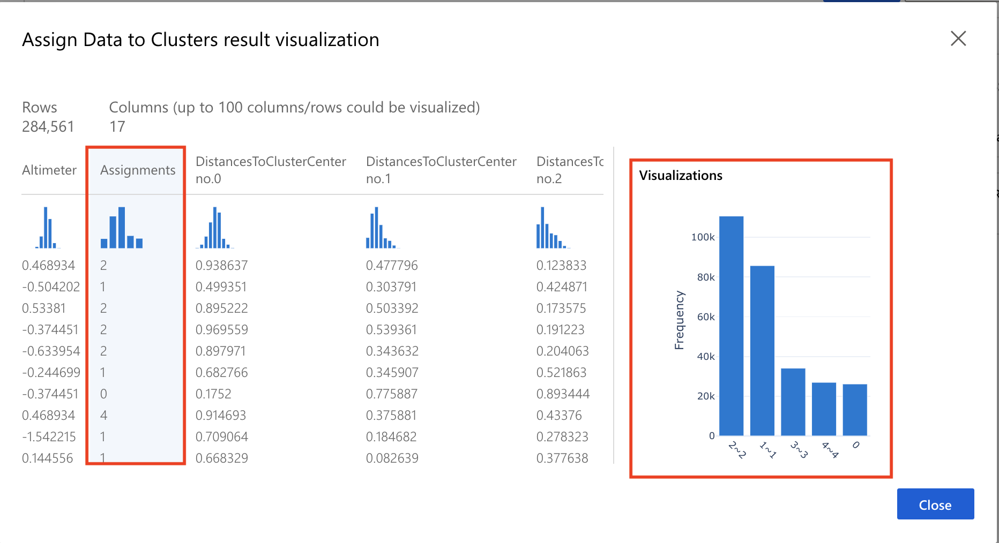 Assign Data to Clusters result visualization
Rows Columns (up to 100 columns/rows could be visualized)
284,561 17
Altimeter Assignments DistancesToClusterCenter no.0 DistancesToClusterCenter no.1 DistancesTc no.2
0.468934 2 0.938637 0.477796 0.123833
-0.504202 1 0.499351 0.303791 0.424871
0.53381 2 0.895222 0.503392 0.173575
-0.374451 2 0.969559 0.539361 0.191223
-0.633954 2 0.897971 0.343632 0.204063
-0.244699 1 0.682766 0.345907 0.521863
-0.374451 0 0.1752 0.775887 0.893444
0.468934 4 0.914693 0.375881 0.43376
-1.542215 1 0.709064 0.184682 0.278323
0.144556 1 0.668329 0.082639 0.377638
Visualizations
Frequency
100k
80k
60k
40k
20k
0
2~2 1~1 3~3 4~4 0
Close